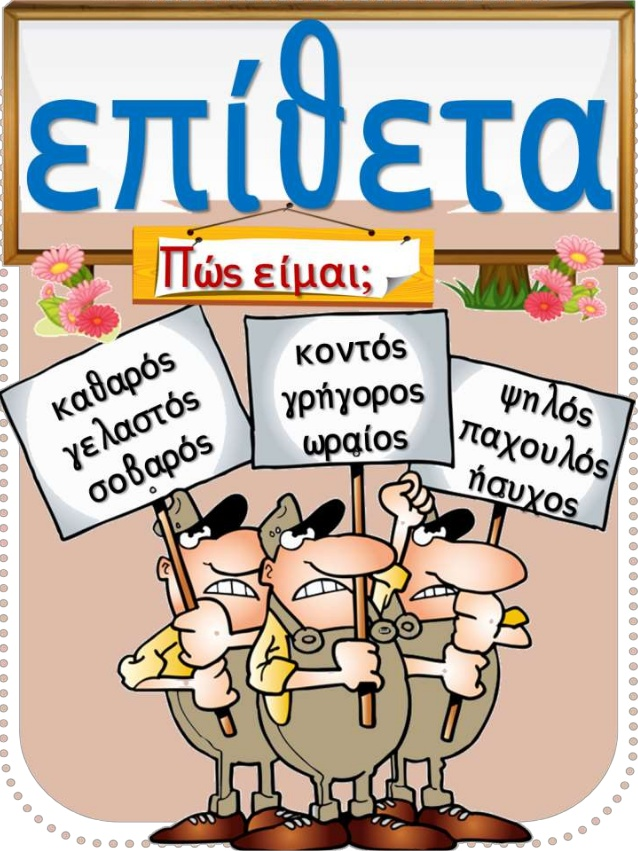 επίθετα
Πώς είμαι;
καθαρός
γελαστός
σοβαρός
κοντός
γρήγορος
ωραίος
ψηλός
παχουλός
ήσυχος